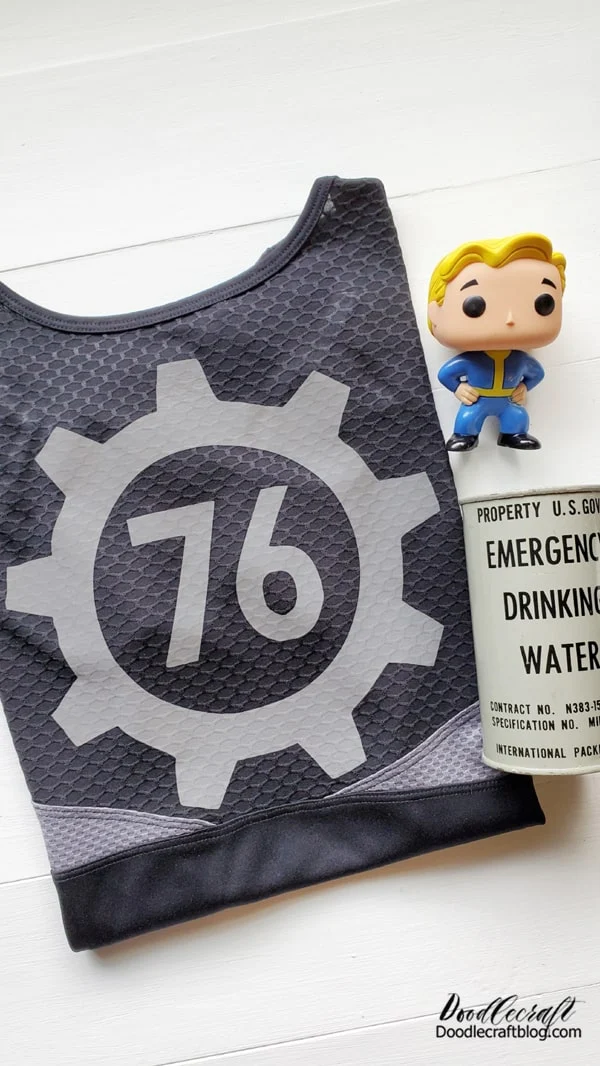 76
PROPERTY U.S.GOV
EMERGENCY
DRINKING
WATER
CONTRACT NO. N383-15
SPECIFICATION NO. MI
INTERNATIONAL PACK
Doodlecraft
Doodlecraftblog.com